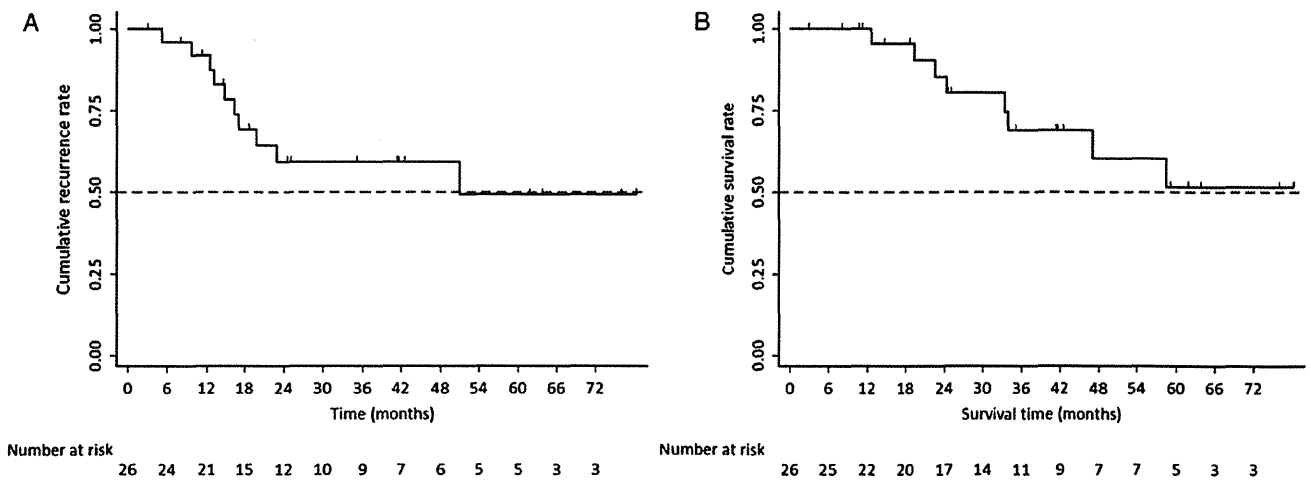 A
Cumulative recurrence rate
1.00
0.75
0.50
0.25
0.00
0 6 12 18 24 30 36 42 48 54 60 66 72
Time (months)
Number at risk
26 24 21 15 12 10 9 7 6 5 5 3 3
B
Cumulative survival rate
1.00
0.75
0.50
0.25
0.00
0 6 12 18 24 30 36 42 48 54 60 66 72
Survival time (months)
Number at risk
26 25 22 20 17 14 11 9 7 7 5 3 3